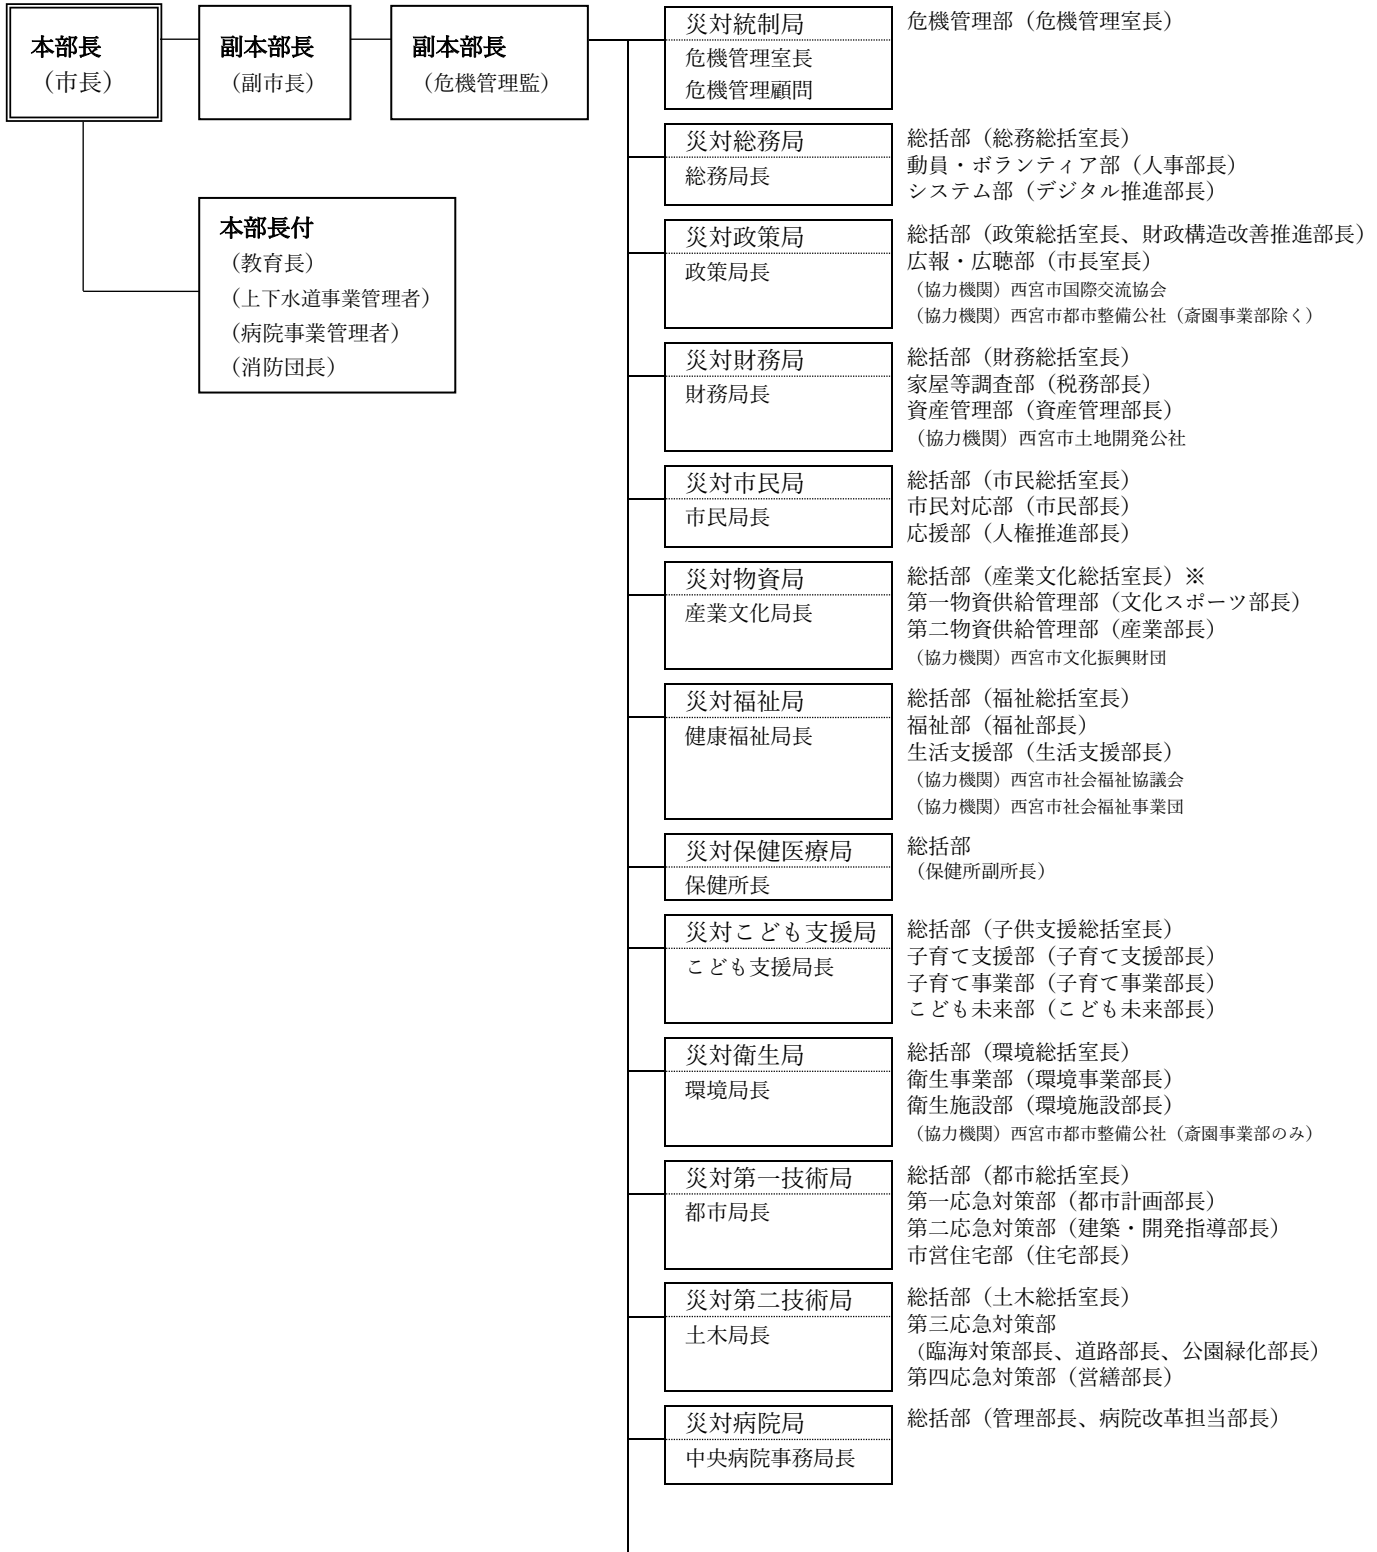 本部長
（市長）
副本部長
（副市長）
副本部長
（危機管理監）
本部長付
（教育長）
（上下水道事業管理者）
（病院事業管理者）
（消防団長）
災対統制局
危機管理室長
危機管理顧問
危機管理部（危機管理室長）
災対総務局
総務局長
総括部（総務総括室長）
動員・ボランティア部（人事部長）
システム部（デジタル推進部長）
災対政策局
政策局長
総括部（政策総括室長、財政構造改善推進部長）
広報・広聴部（市長室長）
（協力機関）西宮市国際交流協会
（協力機関）西宮市都市整備公社（斎園事業部除く）
災対財務局
財務局長
総括部（財務総括室長）
家屋等調査部（税務部長）
資産管理部（資産管理部長）
（協力機関）西宮市土地開発公社
災対市民局
市民局長
総括部（市民総括室長）
市民対応部（市民部長）
応援部（人権推進部長）
災対物資局
産業文化局長
総括部（産業文化総括室長）※
第一物資供給管理部（文化スポーツ部長）
第二物資供給管理部（産業部長）
（協力機関）西宮市文化振興財団
災対福祉局
健康福祉局長
総括部（福祉総括室長）
福祉部（福祉部長）
生活支援部（生活支援部長）
（協力機関）西宮市社会福祉協議会
（協力機関）西宮市社会福祉事業団
災対保健医療局
保健所長
総括部
（保健所副所長）
災対こども支援局
こども支援局長
総括部（子供支援総括室長）
子育て支援部（子育て支援部長）
子育て事業部（子育て事業部長）
こども未来部（こども未来部長）
災対衛生局
環境局長
総括部（環境総括室長）
衛生事業部（環境事業部長）
衛生施設部（環境施設部長）
（協力機関）西宮市都市整備公社（斎園事業部のみ）
災対第一技術局
都市局長
総括部（都市総括室長）
第一応急対策部（都市計画部長）
第二応急対策部（建築・開発指導部長）
市営住宅部（住宅部長）
災対第二技術局
土木局長
総括部（土木総括室長）
第三応急対策部
（臨海対策部長、道路部長、公園緑化部長）
第四応急対策部（営繕部長）
災対病院局
中央病院事務局長
総括部（管理部長、病院改革担当部長）